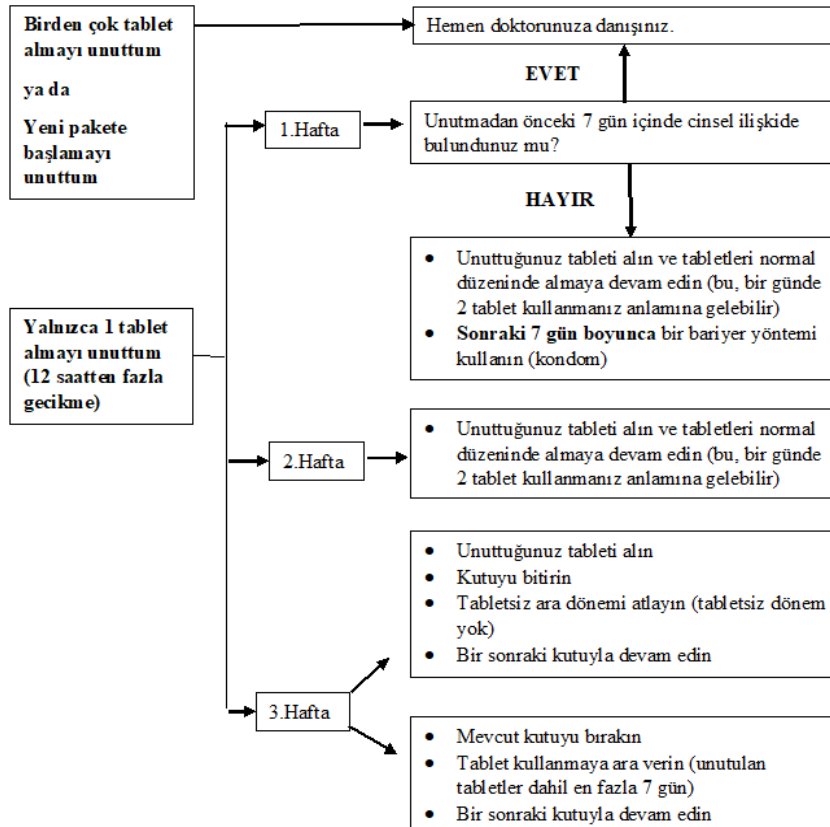 Birden çok tablet
almayı unuttum
ya da
Yeni pakete
başlamayı
unuttum
Hemen doktorunuza danışınız.
EVET
1.Hafta
Unutmadan önceki 7 gün içinde cinsel ilişkide
bulundunuz mu?
HAYIR
• Unuttuğunuz tableti alın ve tabletleri normal
düzeninde almaya devam edin (bu, bir günde
2 tablet kullanmanız anlamına gelebilir)
• Sonraki 7 gün boyunca bir bariyer yöntemi
kullanın (kondom)
Yalnızca 1 tablet
almayı unuttum
(12 saatten fazla
gecikme)
2.Hafta
• Unuttuğunuz tableti alın ve tabletleri normal
düzeninde almaya devam edin (bu, bir günde
2 tablet kullanmanız anlamına gelebilir)
3.Hafta
• Unuttuğunuz tableti alın
• Kutuyu bitirin
• Tabletsiz ara dönemi atlayın (tabletsiz dönem
yok)
• Bir sonraki kutuyla devam edin
• Mevcut kutuyu bırakın
• Tablet kullanmaya ara verin (unutulan
tabletler dahil en fazla 7 gün)
• Bir sonraki kutuyla devam edin